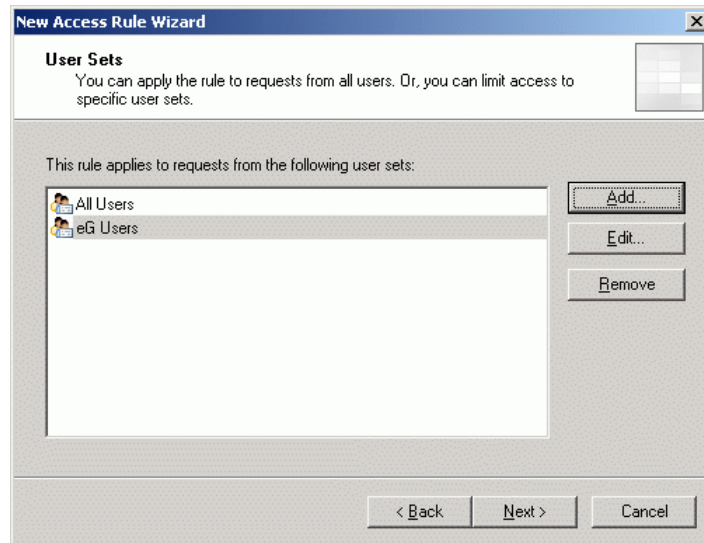 New Access Rule Wizard
User Sets
You can apply the rule to requests from all users. Or, you can limit access to
specific user sets.
This rule applies to requests from the following user sets:
All Users
eG Users
Add...
Edit...
Remove
< Back
Next >
Cancel